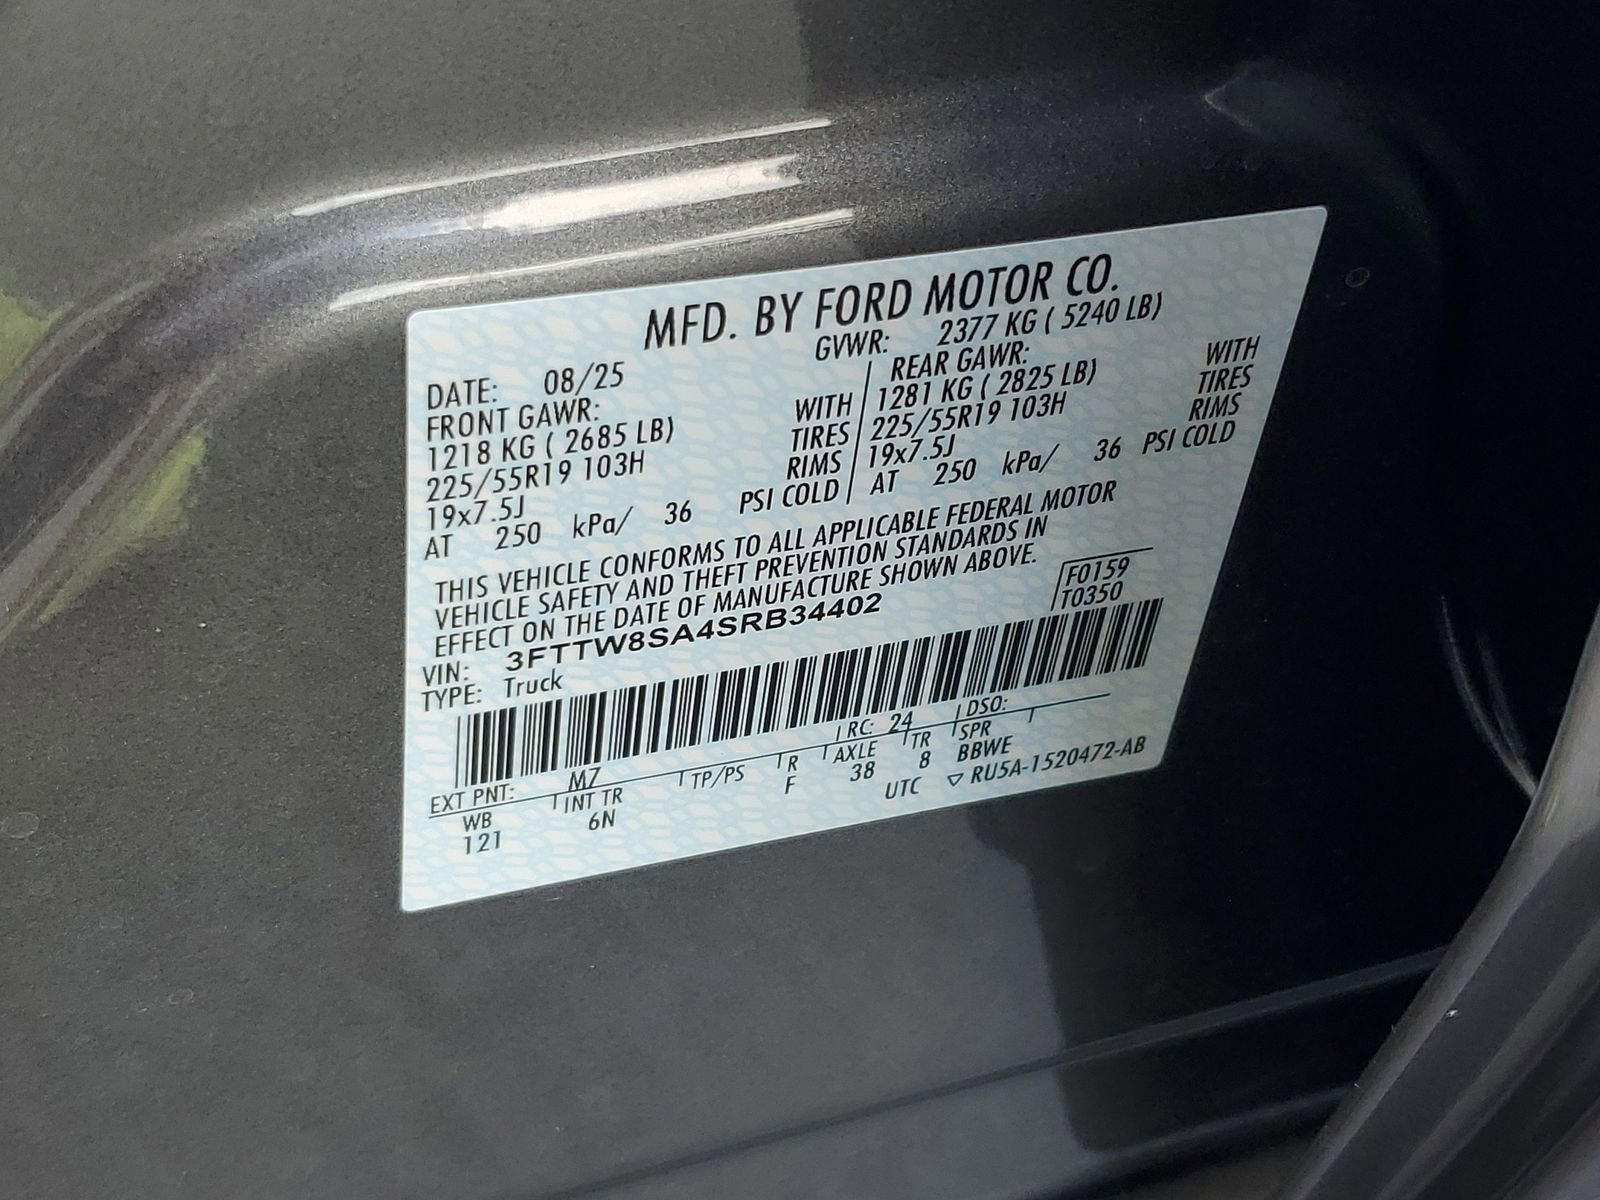 MFD. BY FORD MOTOR CO.
DATE: 08/25 GVWR: 2377 KG ( 5240 LB)
FRONT GAWR: REAR GAWR:
1218 KG ( 2685 LB) WITH 1281 KG ( 2825 LB) WITH
225/55R19 103H TIRES 225/55R19 103H TIRES
19x7.5J RIMS 19x7.5J RIMS
AT 250 kPa/ 36 PSI COLD AT 250 kPa/ 36 PSI COLD
THIS VEHICLE CONFORMS TO ALL APPLICABLE FEDERAL MOTOR
VEHICLE SAFETY AND THEFT PREVENTION STANDARDS IN
EFFECT ON THE DATE OF MANUFACTURE SHOWN ABOVE.
VIN: 3FTTW8SA4SRB34402 F0159
TYPE: Truck T0350
EXT PNT: M7 RC: 24 DSO:
WB INT TR TP/PS R AXLE TR SPR
121 6N F 38 8 BBWE
UTC ▽ RU5A-1520472-AB